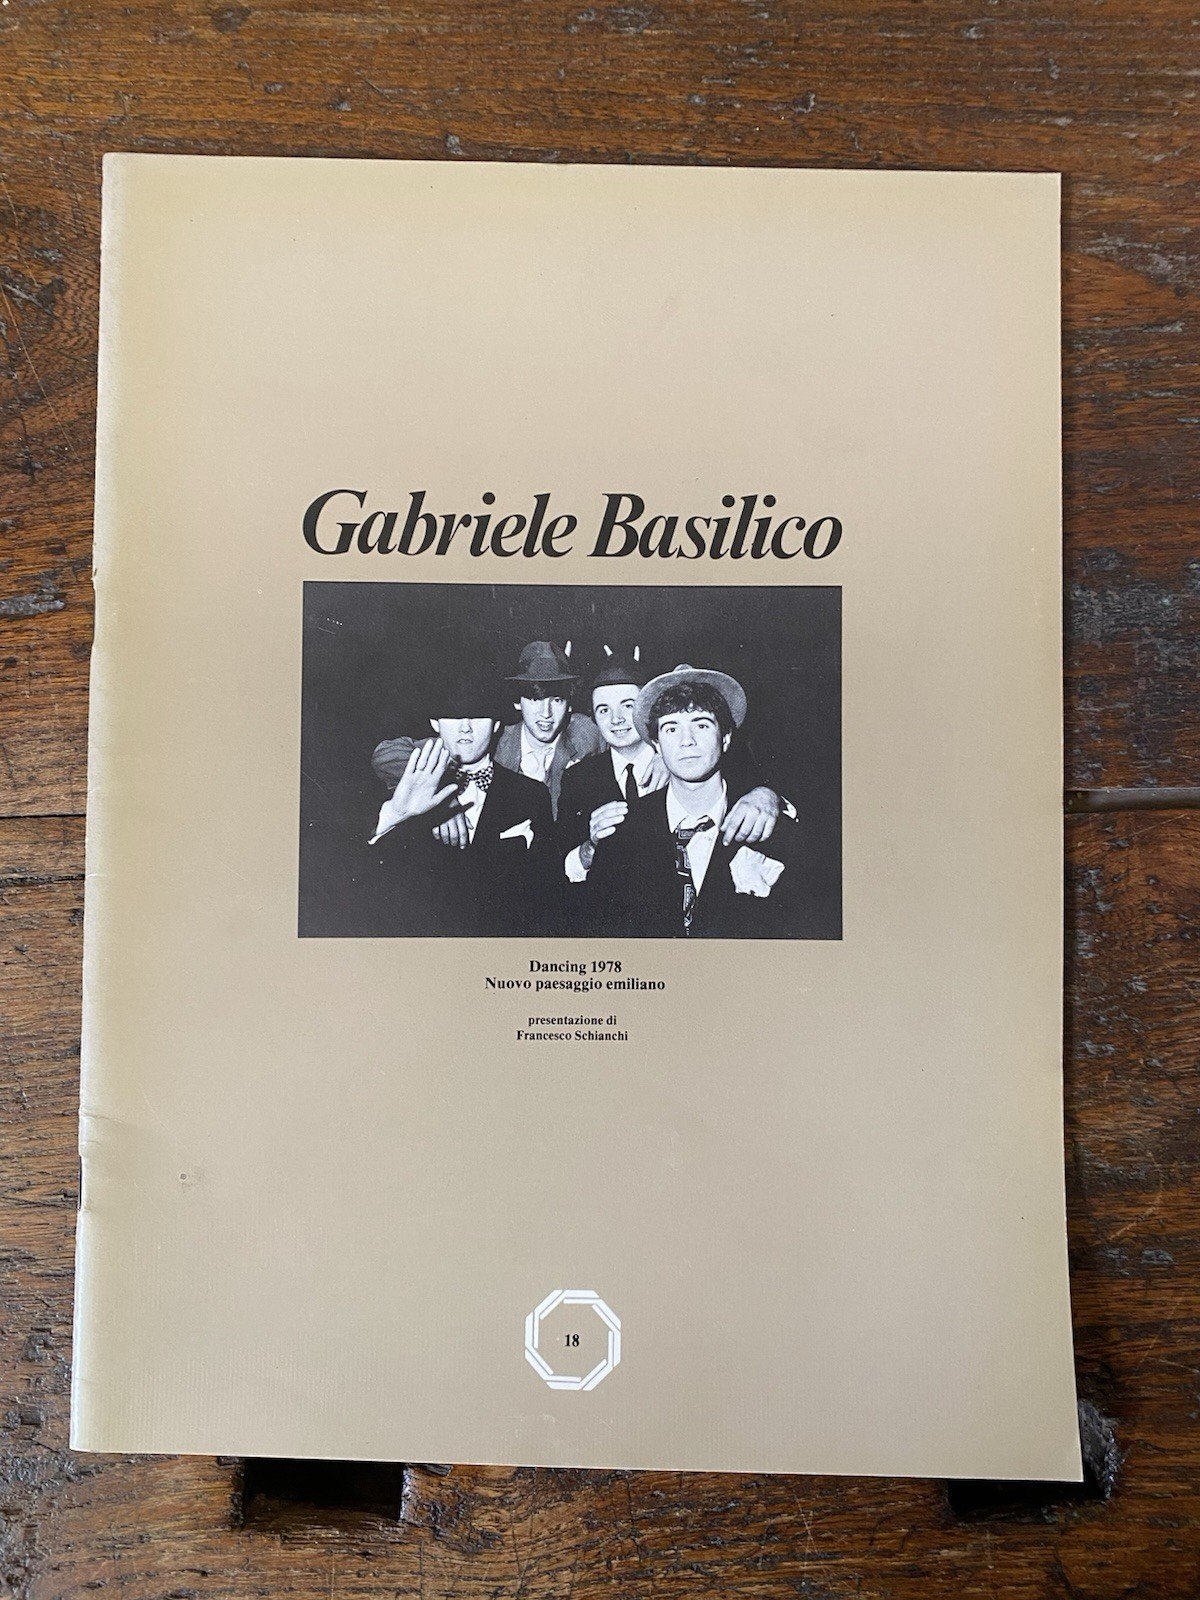 Gabriele Basilico
Dancing 1978
Nuovo paesaggio emiliano
presentazione di
Francesco Schianchi
18